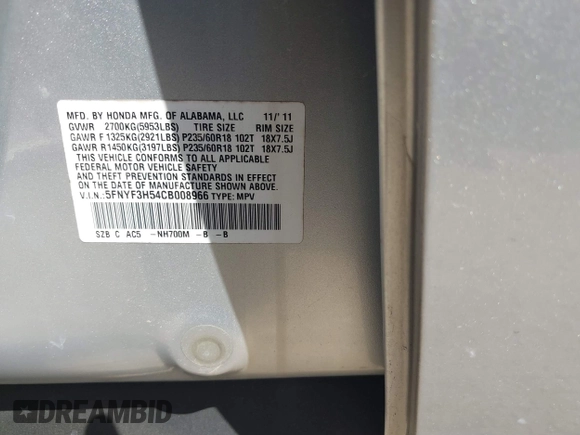 MFD. BY HONDA MFG. OF ALABAMA, LLC 11/' 11
GVWR 2700KG(5953LBS) TIRE SIZE RIM SIZE
GAWR F 1325KG(2921LBS) P235/60R18 102T 18X7.5J
GAWR R1450KG(3197LBS) P235/60R18 102T 18X7.5J
THIS VEHICLE CONFORMS TO ALL APPLICABLE
FEDERAL MOTOR VEHICLE SAFETY
AND THEFT PREVENTION STANDARDS IN EFFECT
ON THE DATE OF MANUFACTURE SHOWN ABOVE.
V.I.N.:5FNYF3H54CB008966 TYPE: MPV
SZB C AC5 -NH700M -B -B
DREAMBID